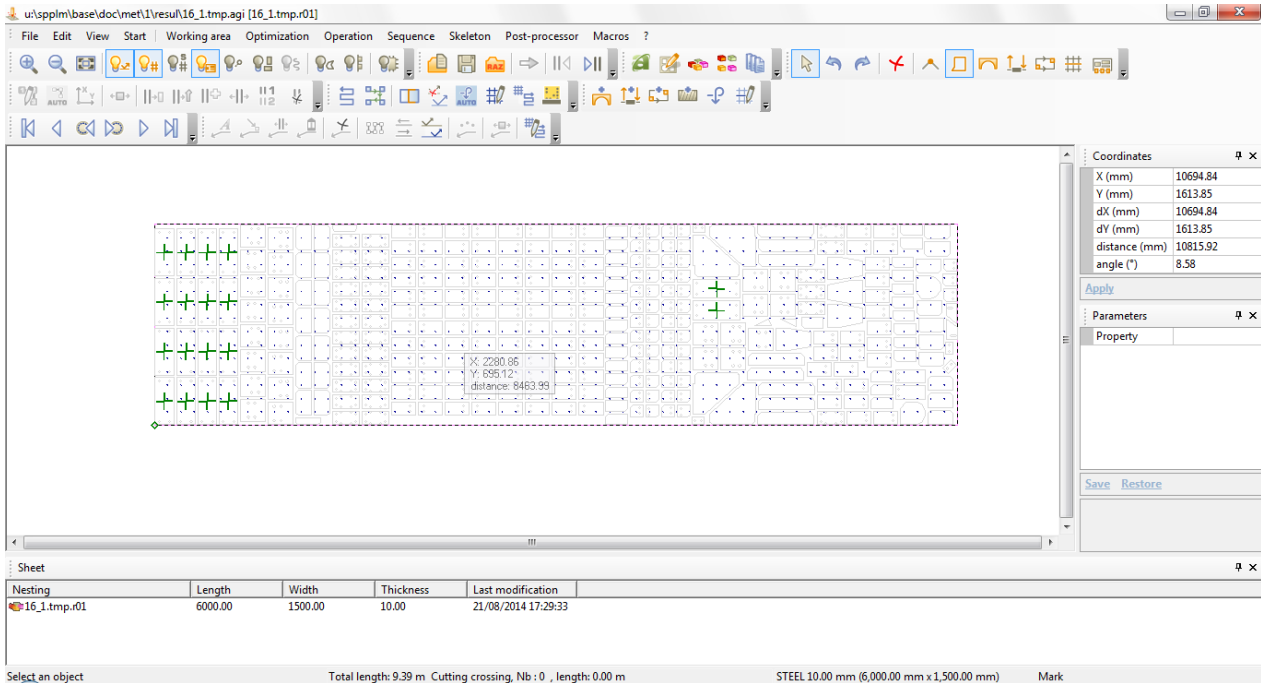 u:\spplm\base\doc\met\1\resul\16_1.tmp.agi [16_1.tmp.r01]
File Edit View Start Working area Optimization Operation Sequence Skeleton Post-processor Macros ?
RAZ
AUTO
AUTO
Coordinates
X (mm) 10694.84
Y (mm) 1613.85
dX (mm) 10694.84
dY (mm) 1613.85
distance (mm) 10815.92
angle (°) 8.58
Apply
Parameters
Property
X: 2280.86
Y: 695.12
distance: 8463.99
Save Restore
Sheet
Nesting Length Width Thickness Last modification
16_1.tmp.r01 6000.00 1500.00 10.00 21/08/2014 17:29:33
Select an object Total length: 9.39 m Cutting crossing, Nb : 0 , length: 0.00 m STEEL 10.00 mm (6,000.00 mm x 1,500.00 mm) Mark